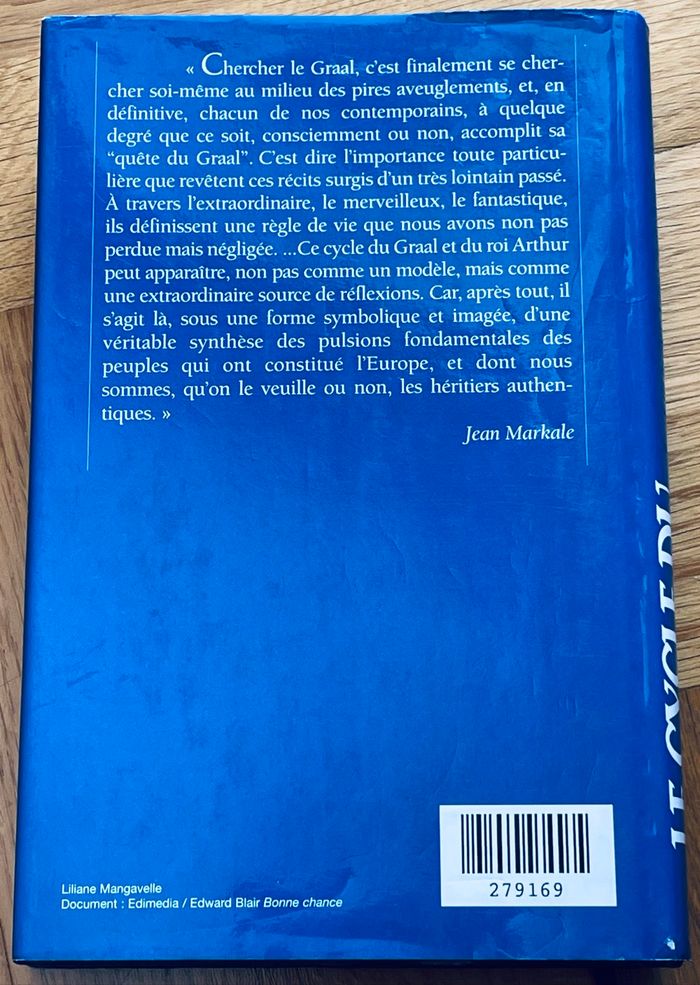 « Chercher le Graal, c'est finalement se cher-
cher soi-même au milieu des pires aveuglements, et, en
définitive, chacun de nos contemporains, à quelque
degré que ce soit, consciemment ou non, accomplit sa
“quête du Graal”. C'est dire l'importance toute particu-
lière que revêtent ces récits surgis d'un très lointain passé.
À travers l'extraordinaire, le merveilleux, le fantastique,
ils définissent une règle de vie que nous avons non pas
perdue mais négligée. ...Ce cycle du Graal et du roi Arthur
peut apparaître, non pas comme un modèle, mais comme
une extraordinaire source de réflexions. Car, après tout, il
s'agit là, sous une forme symbolique et imagée, d'une
véritable synthèse des pulsions fondamentales des
peuples qui ont constitué l'Europe, et dont nous
sommes, qu'on le veuille ou non, les héritiers authen-
tiques. »
Jean Markale
LE CYCLE DU
279169
Liliane Mangavelle
Document : Edimedia / Edward Blair Bonne chance